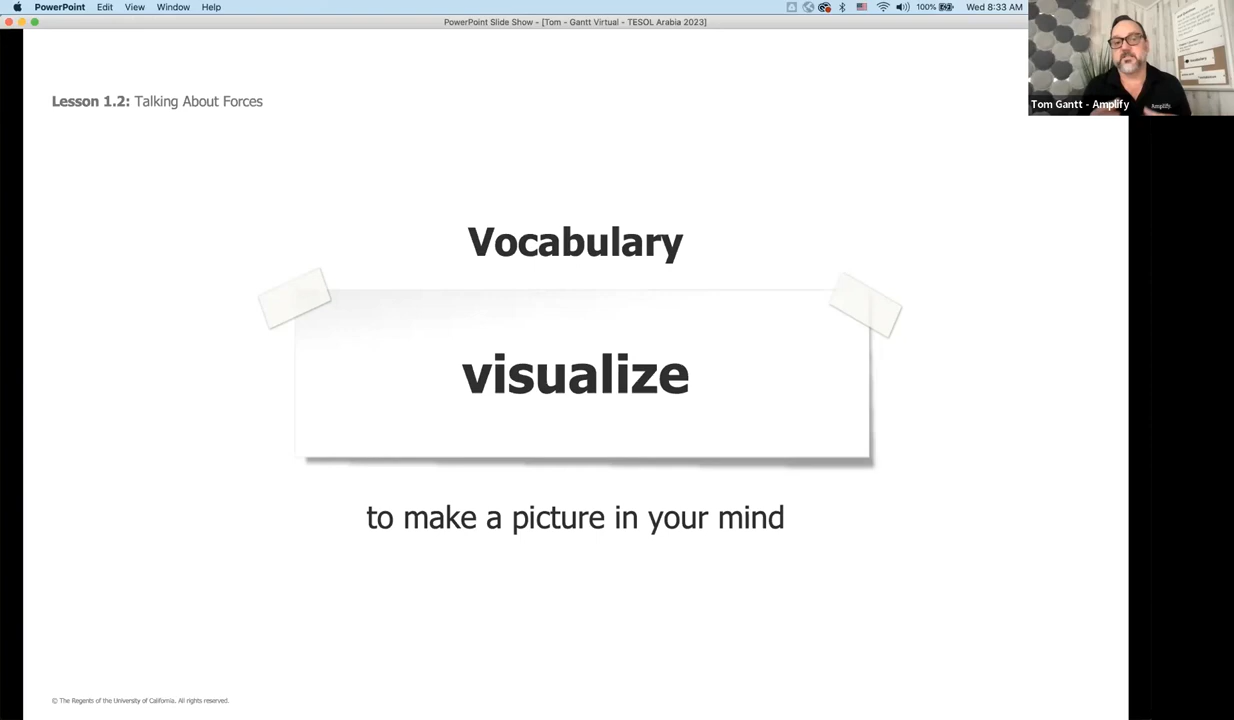 PowerPoint Edit View Window Help
100% Wed 8:33 AM
PowerPoint Slide Show - [Tom - Gantt Virtual - TESOL Arabia 2023]
Lesson 1.2: Talking About Forces
Amplify.
Tom Gantt - Amplify
Vocabulary
visualize
to make a picture in your mind
© The Regents of the University of California. All rights reserved.